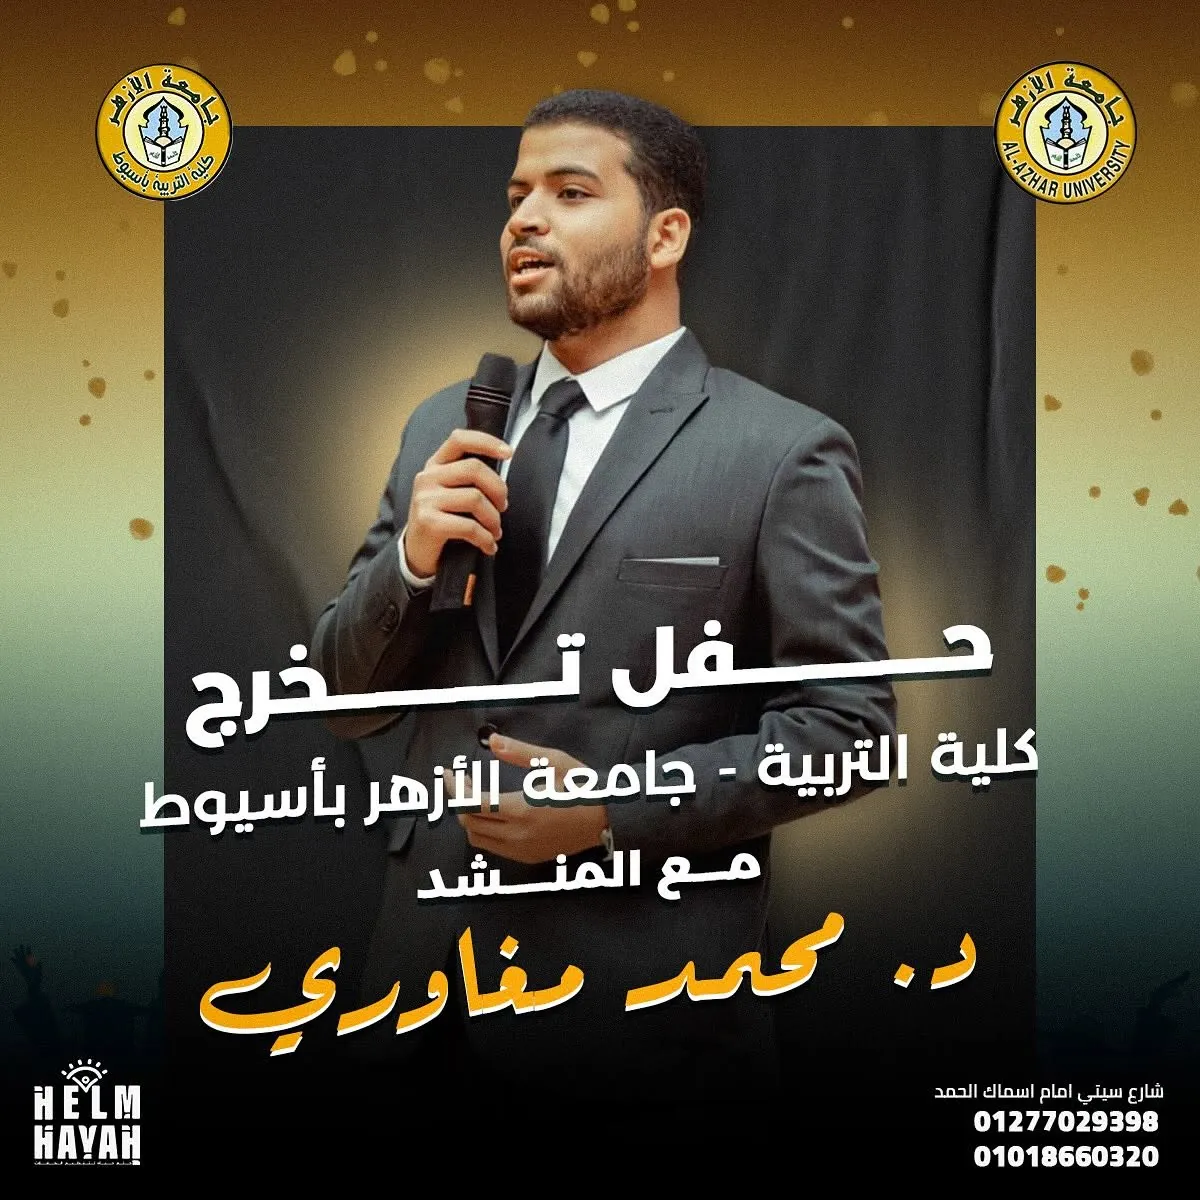 جامعة الأزهر
كلية التربية بأسيوط
جامعة الأزهر
AL-AZHAR UNIVERSITY
حفل تخرج
كلية التربية - جامعة الأزهر بأسيوط
مع المنشد
د. محمد مغاوري
HELM
HAYAH
شارع سيتي امام اسماك الحمد
01277029398
01018660320